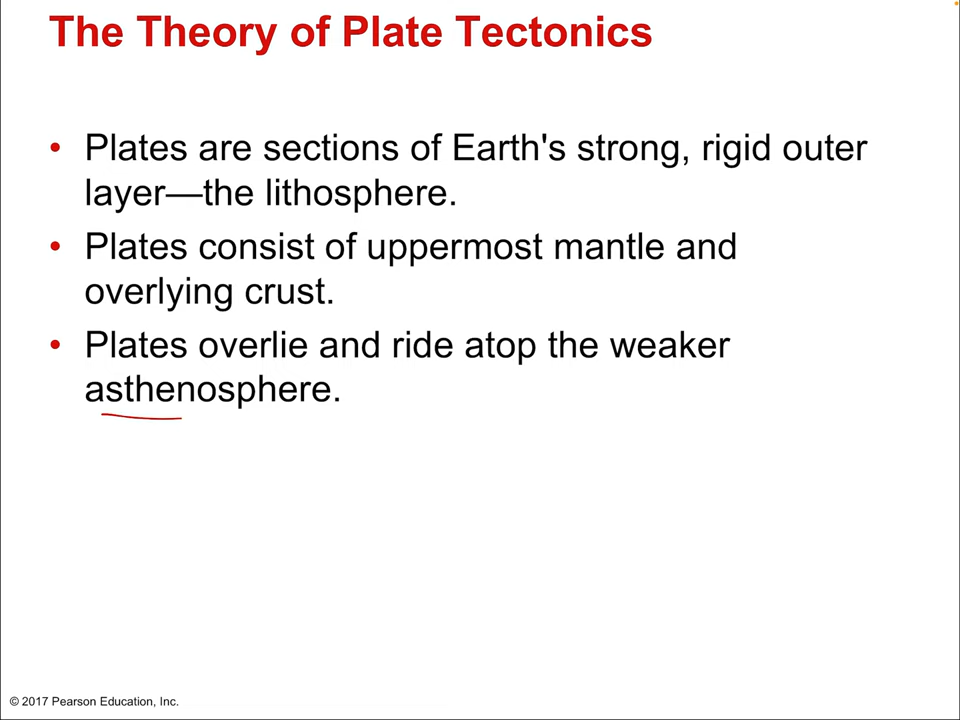 The Theory of Plate Tectonics
• Plates are sections of Earth's strong, rigid outer
layer—the lithosphere.
• Plates consist of uppermost mantle and
overlying crust.
• Plates overlie and ride atop the weaker
asthenosphere.
© 2017 Pearson Education, Inc.